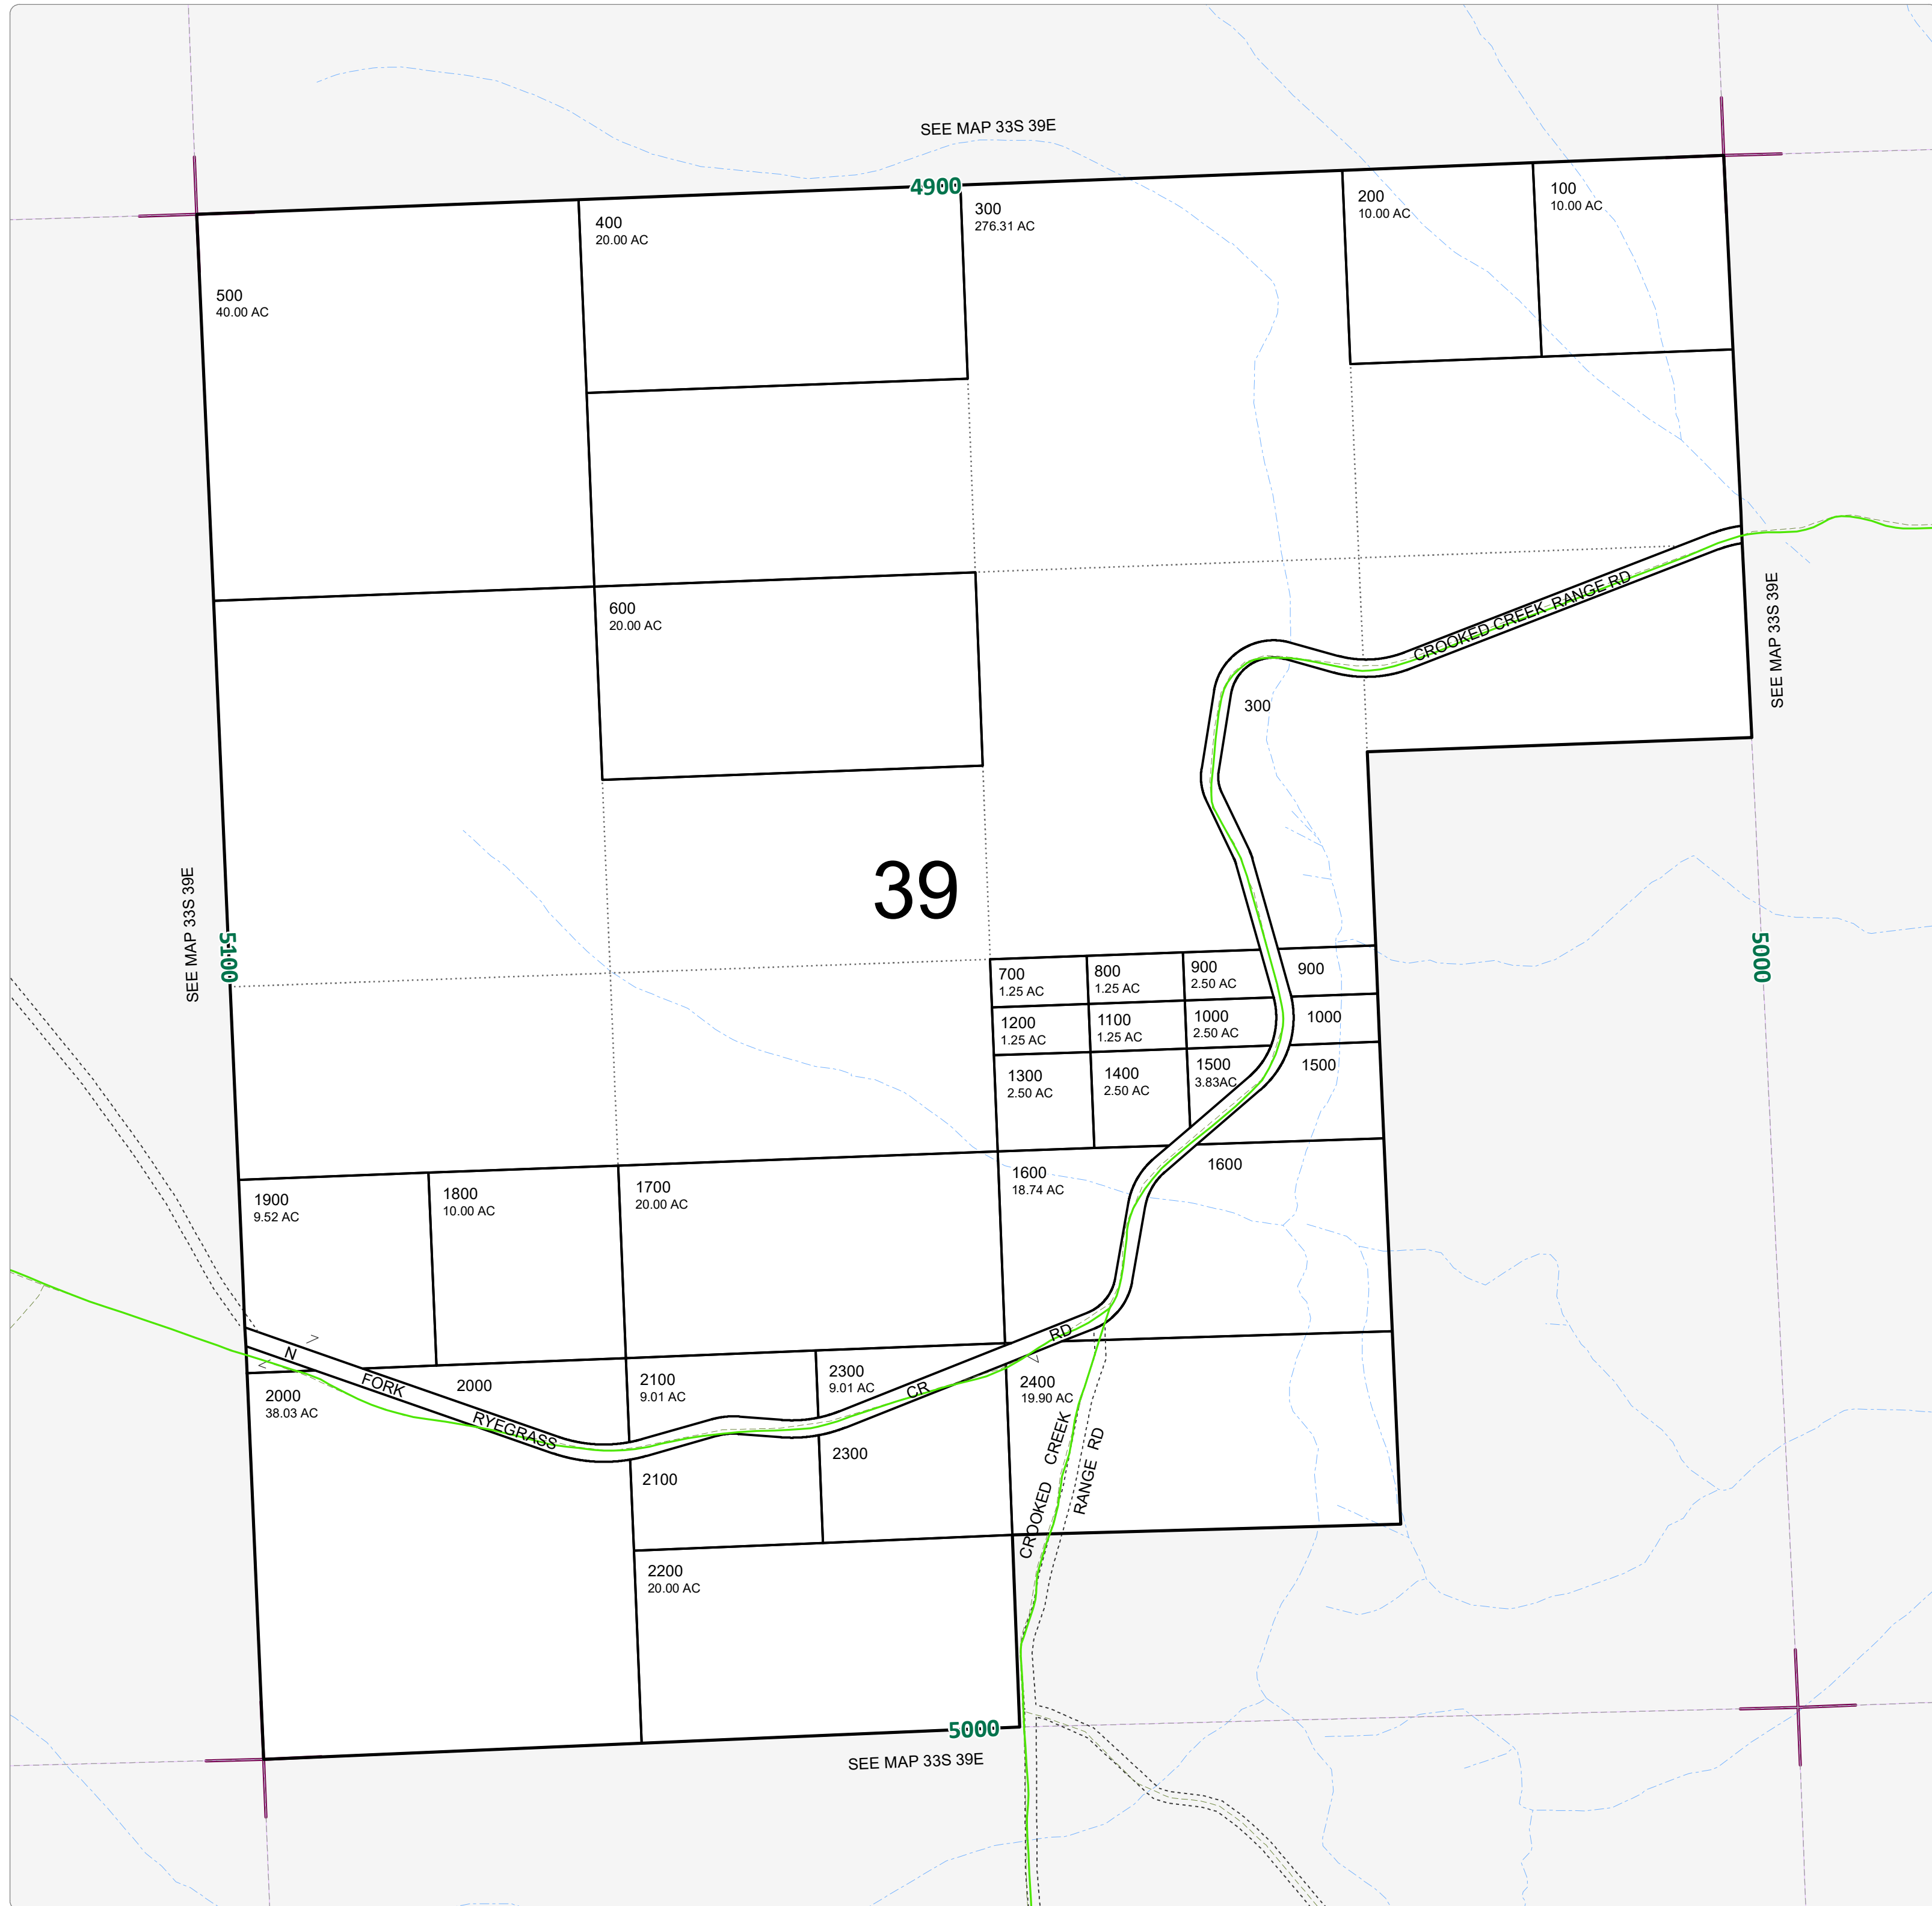 SEE MAP 33S 39E
4900
100
10.00 AC
200
10.00 AC
300
276.31 AC
400
20.00 AC
500
40.00 AC
600
20.00 AC
CROOKED CREEK RANGE RD
SEE MAP 33S 39E
300
39
SEE MAP 33S 39E
5100
5000
700
1.25 AC
800
1.25 AC
900
2.50 AC
900
1200
1.25 AC
1100
1.25 AC
1000
2.50 AC
1000
1300
2.50 AC
1400
2.50 AC
1500
3.83AC
1500
1900
9.52 AC
1800
10.00 AC
1700
20.00 AC
1600
18.74 AC
1600
N FORK RYEGRASS CR RD
2000
38.03 AC
2000
2100
9.01 AC
2300
9.01 AC
2400
19.90 AC
2100
2300
CROOKED CREEK
RANGE RD
2200
20.00 AC
5000
SEE MAP 33S 39E